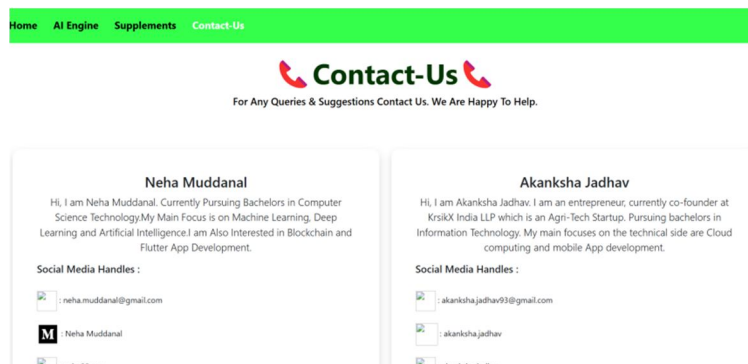 Home AI Engine Supplements Contact-Us
Contact-Us
For Any Queries & Suggestions Contact Us. We Are Happy To Help.
Neha Muddanal
Hi, I am Neha Muddanal. Currently Pursuing Bachelors in Computer
Science Technology.My Main Focus is on Machine Learning, Deep
Learning and Artificial Intelligence.I am Also Interested in Blockchain and
Flutter App Development.
Social Media Handles :
: neha.muddanal@gmail.com
M : Neha Muddanal
Akanksha Jadhav
Hi, I am Akanksha Jadhav. I am an entrepreneur, currently co-founder at
KrsikX India LLP which is an Agri-Tech Startup. Pursuing bachelors in
Information Technology. My main focuses on the technical side are Cloud
computing and mobile App development.
Social Media Handles :
: akanksha.jadhav93@gmail.com
: akanksha.jadhav